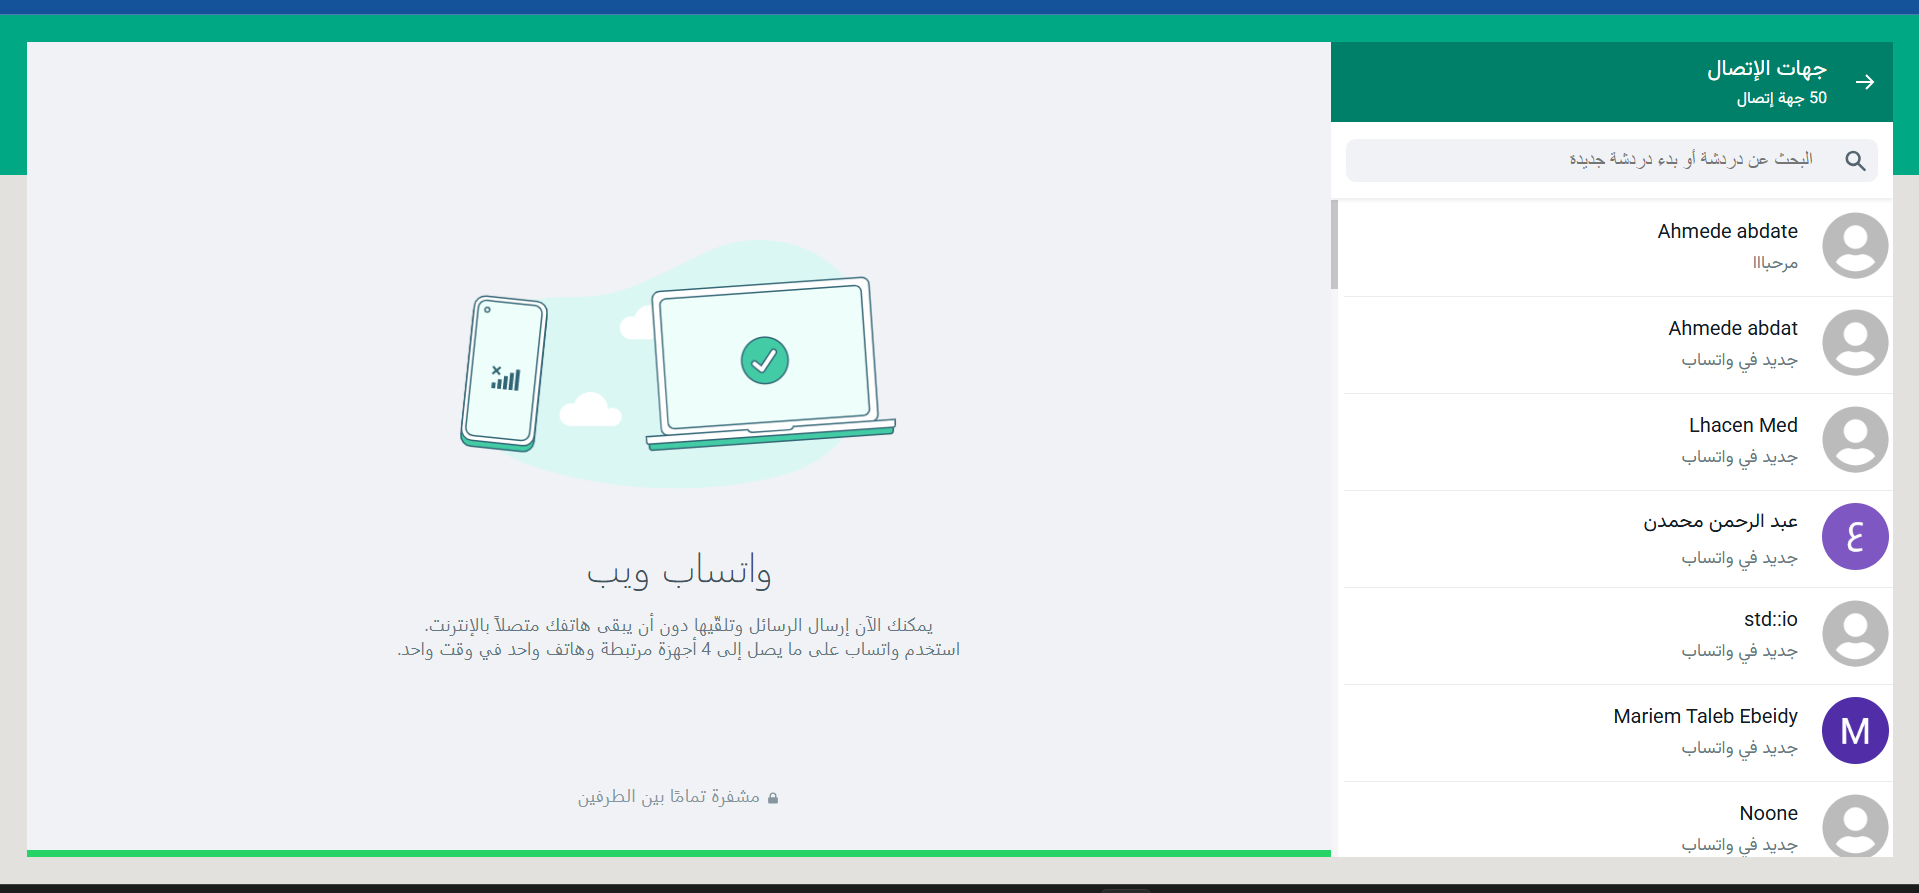 جهات الإتصال
50 جهة إتصال
البحث عن دردشة أو بدء دردشة جديدة
Ahmede abdate
مرحبااا
Ahmede abdat
جديد في واتساب
Lhacen Med
جديد في واتساب
ع
عبد الرحمن محمدن
جديد في واتساب
std::io
جديد في واتساب
M
Mariem Taleb Ebeidy
جديد في واتساب
Noone
جديد في واتساب
واتساب ويب
يمكنك الآن إرسال الرسائل وتلقّيها دون أن يبقى هاتفك متصلاً بالإنترنت.
استخدم واتساب على ما يصل إلى 4 أجهزة مرتبطة وهاتف واحد في وقت واحد.
مشفرة تمامًا بين الطرفين